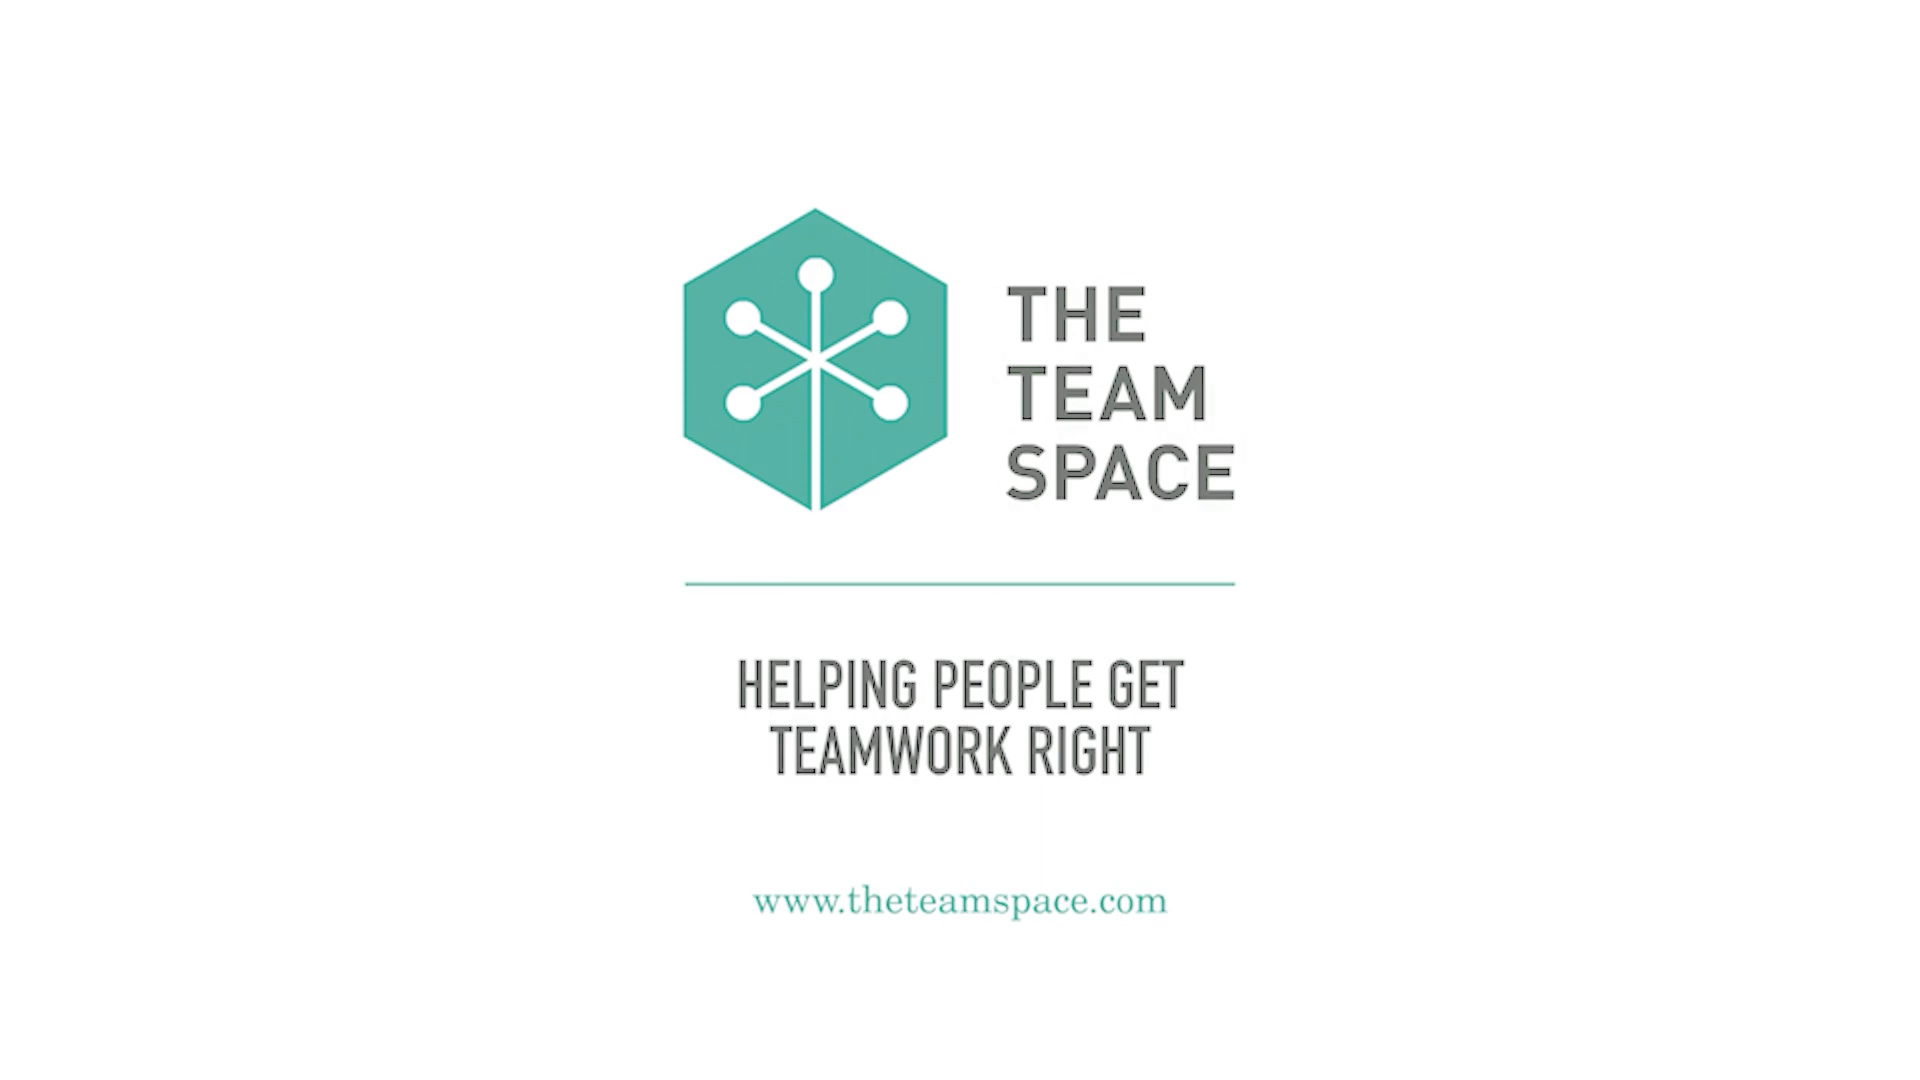 THE
TEAM
SPACE
HELPING PEOPLE GET
TEAMWORK RIGHT
www.theteamspace.com